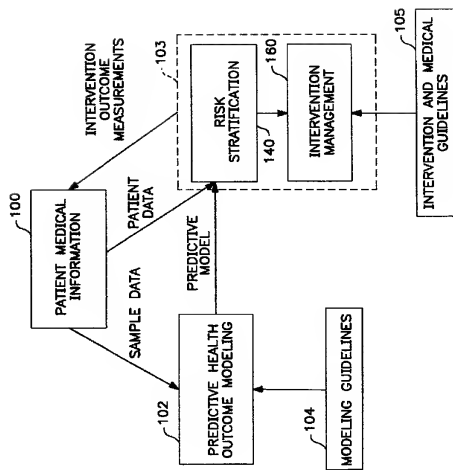 100
PATIENT MEDICAL
INFORMATION
INTERVENTION
OUTCOME
MEASUREMENTS
SAMPLE DATA
PATIENT
DATA
103
102
PREDICTIVE HEALTH
OUTCOME MODELING
PREDICTIVE
MODEL
RISK
STRATIFICATION
140
160
INTERVENTION
MANAGEMENT
104
MODELING GUIDELINES
105
INTERVENTION AND MEDICAL
GUIDELINES